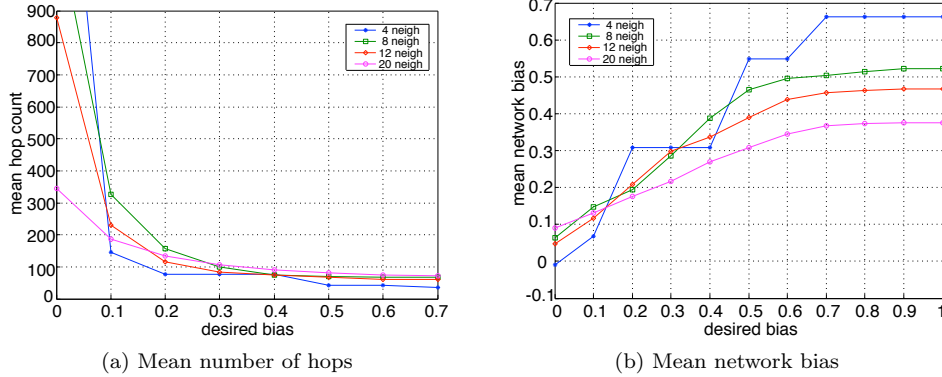 mean hop count
900
800
700
600
500
400
300
200
100
0
4 neigh
8 neigh
12 neigh
20 neigh
0 0.1 0.2 0.3 0.4 0.5 0.6 0.7
desired bias
(a) Mean number of hops
mean network bias
0.7
0.6
0.5
0.4
0.3
0.2
0.1
0
-0.1
4 neigh
8 neigh
12 neigh
20 neigh
0 0.1 0.2 0.3 0.4 0.5 0.6 0.7 0.8 0.9 1
desired bias
(b) Mean network bias